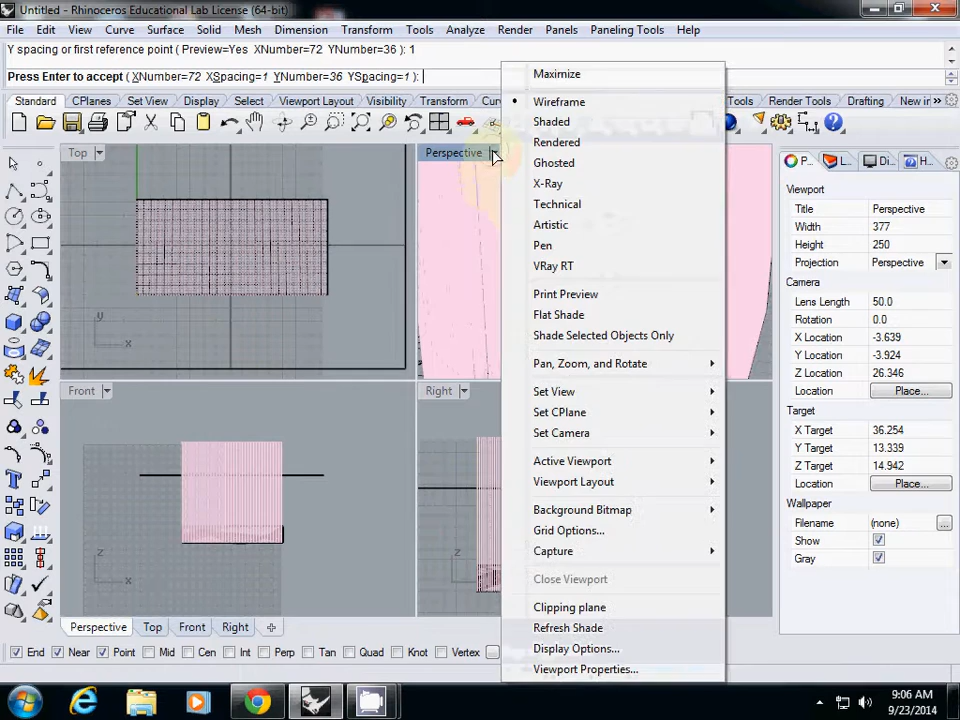 Untitled - Rhinoceros Educational Lab License (64-bit)
File Edit View Curve Surface Solid Mesh Dimension Transform Tools Analyze Render Panels Paneling Tools Help
Y spacing or first reference point ( Preview=Yes XNumber=72 YNumber=36 ): 1
Press Enter to accept ( XNumber=72 XSpacing=1 YNumber=36 YSpacing=1 ):
Standard CPlanes Set View Display Select Viewport Layout Visibility Transform Tools Render Tools Drafting New in »
Top
Perspective
Front
Right
y
x
z
x
z
Maximize
Wireframe
Shaded
Rendered
Ghosted
X-Ray
Technical
Artistic
Pen
VRay RT
Print Preview
Flat Shade
Shade Selected Objects Only
Pan, Zoom, and Rotate
Set View
Set CPlane
Set Camera
Active Viewport
Viewport Layout
Background Bitmap
Grid Options...
Capture
Close Viewport
Clipping plane
Refresh Shade
Display Options...
Viewport Properties...
P... L... Di... H...
Viewport
Title Perspective
Width 377
Height 250
Projection Perspective
Camera
Lens Length 50.0
Rotation 0.0
X Location -3.639
Y Location -3.924
Z Location 26.346
Location Place...
Target
X Target 36.254
Y Target 13.339
Z Target 14.942
Location Place...
Wallpaper
Filename (none) ...
Show
Gray
Perspective Top Front Right
End Near Point Mid Cen Int Perp Tan Quad Knot Vertex
9:06 AM
9/23/2014